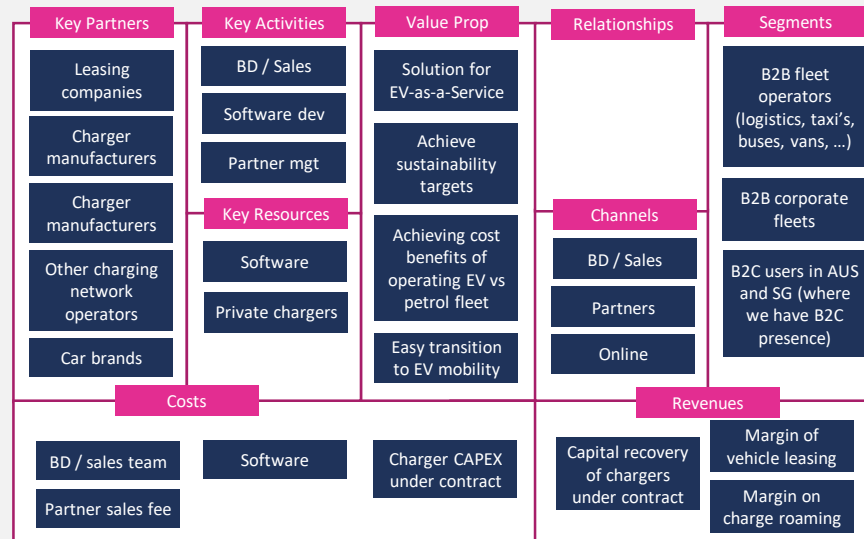 Key Partners
Leasing
companies
Charger
manufacturers
Charger
manufacturers
Other charging
network
operators
Car brands
Key Activities
BD / Sales
Software dev
Partner mgt
Key Resources
Software
Private chargers
Value Prop
Solution for
EV-as-a-Service
Achieve
sustainability
targets
Achieving cost
benefits of
operating EV vs
petrol fleet
Easy transition
to EV mobility
Relationships
Channels
BD / Sales
Partners
Online
Segments
B2B fleet
operators
(logistics, taxi's,
buses, vans, …)
B2B corporate
fleets
B2C users in AUS
and SG (where
we have B2C
presence)
Costs
BD / sales team
Partner sales fee
Software
Charger CAPEX
under contract
Revenues
Capital recovery
of chargers
under contract
Margin of
vehicle leasing
Margin on
charge roaming